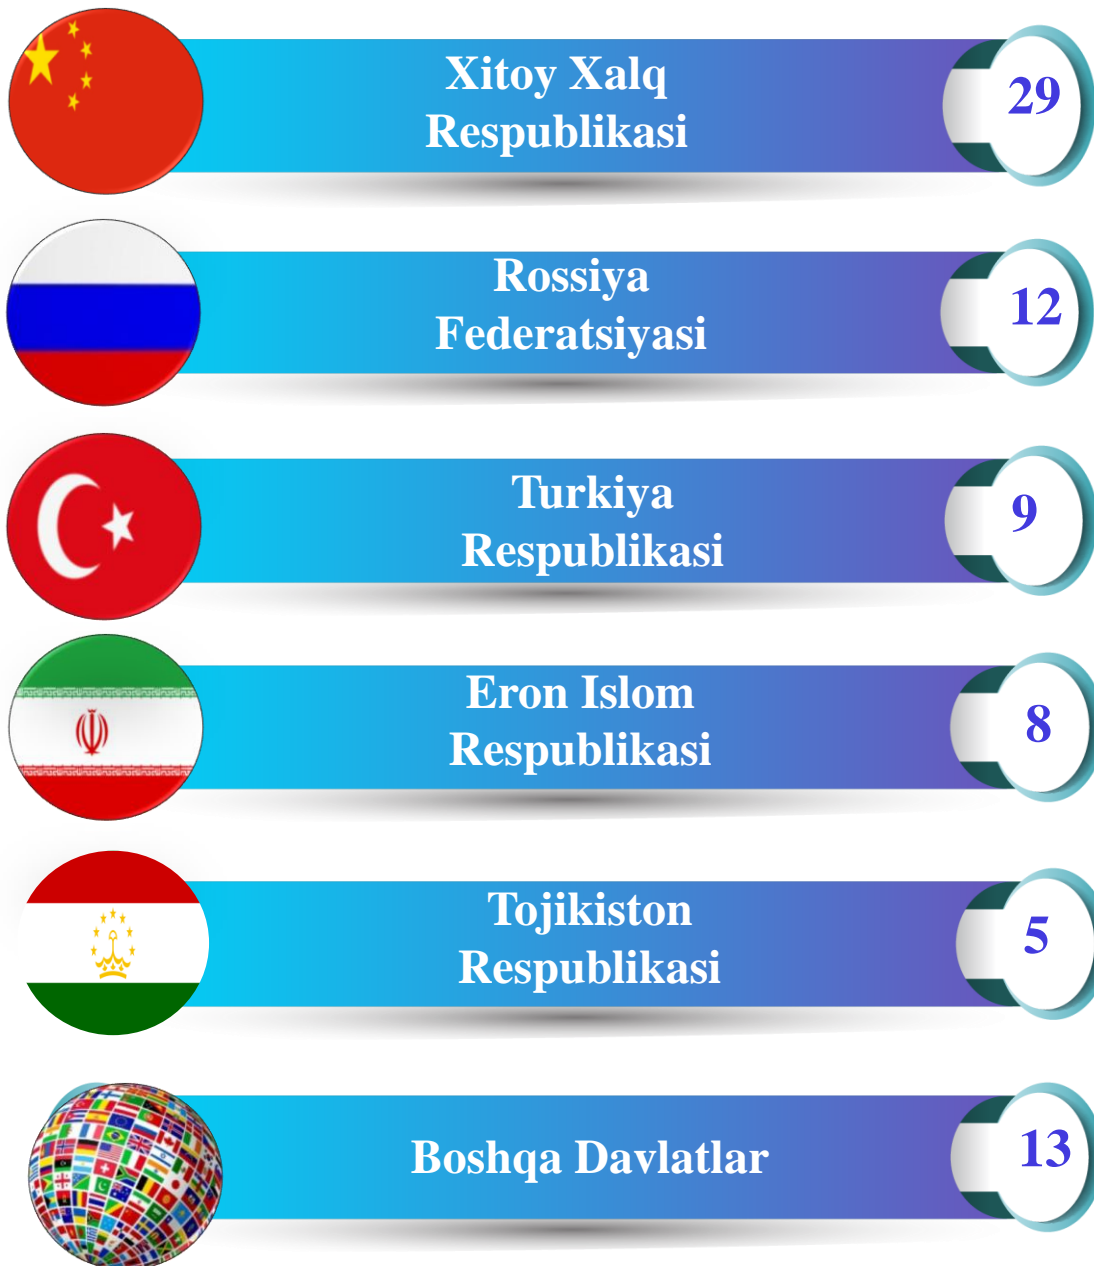 Xitoy Xalq
Respublikasi
29
Rossiya
Federatsiyasi
12
Turkiya
Respublikasi
9
Eron Islom
Respublikasi
8
Tojikiston
Respublikasi
5
Boshqa Davlatlar
13